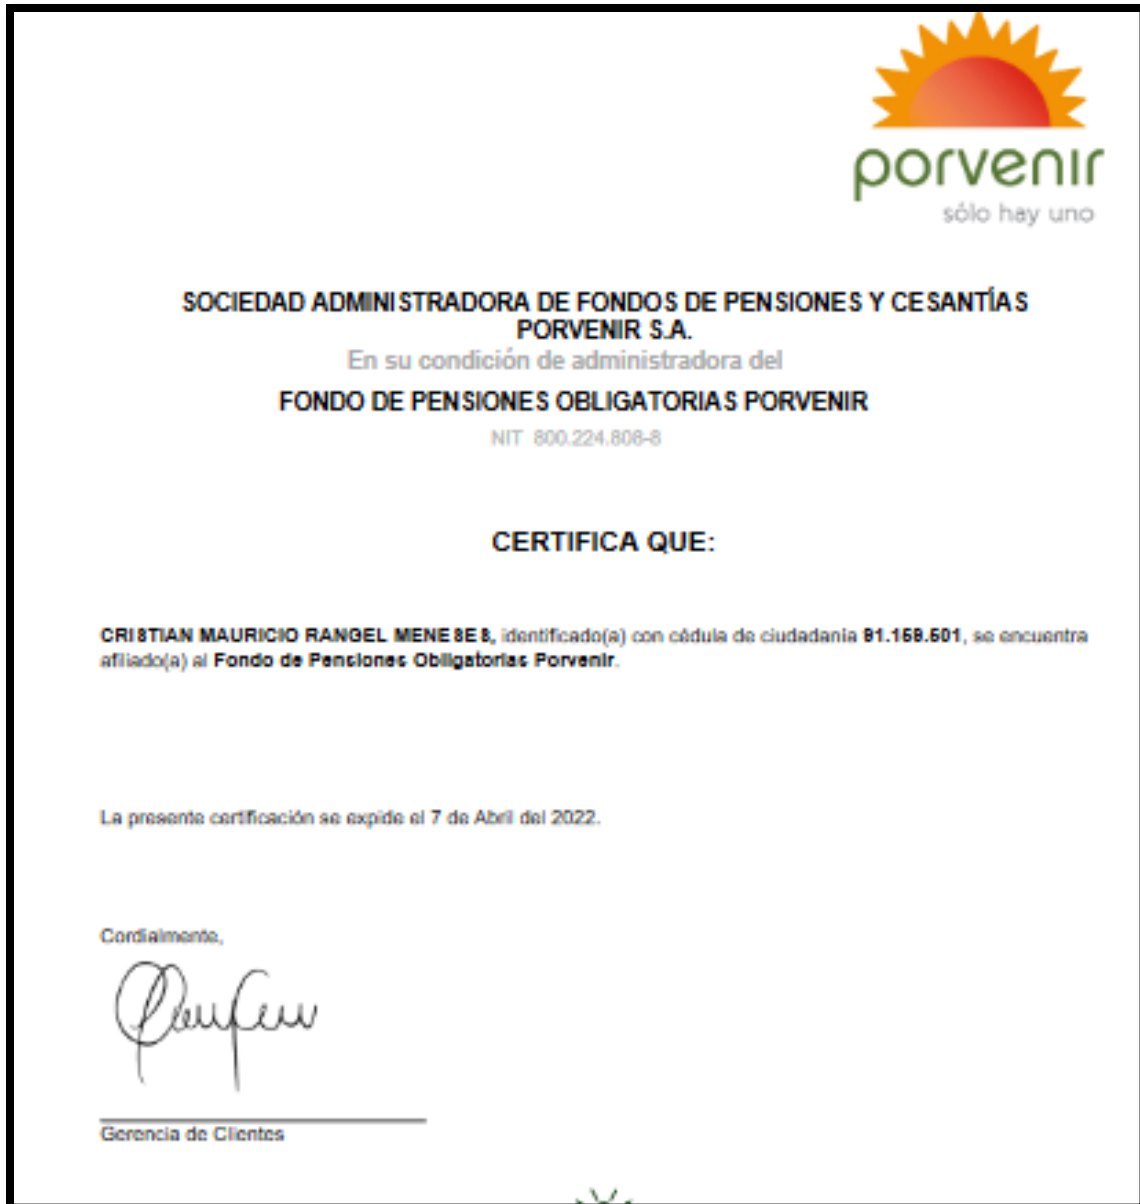 porvenir
sólo hay uno
SOCIEDAD ADMINISTRADORA DE FONDOS DE PENSIONES Y CESANTÍAS
PORVENIR S.A.
En su condición de administradora del
FONDO DE PENSIONES OBLIGATORIAS PORVENIR
NIT 800.224.808-8
CERTIFICA QUE:
CRISTIAN MAURICIO RANGEL MENESES, identificado(a) con cédula de ciudadanía 91.159.501, se encuentra
afiliado(a) al Fondo de Pensiones Obligatorias Porvenir.
La presente certificación se expide el 7 de Abril del 2022.
Cordialmente,
Gerencia de Clientes